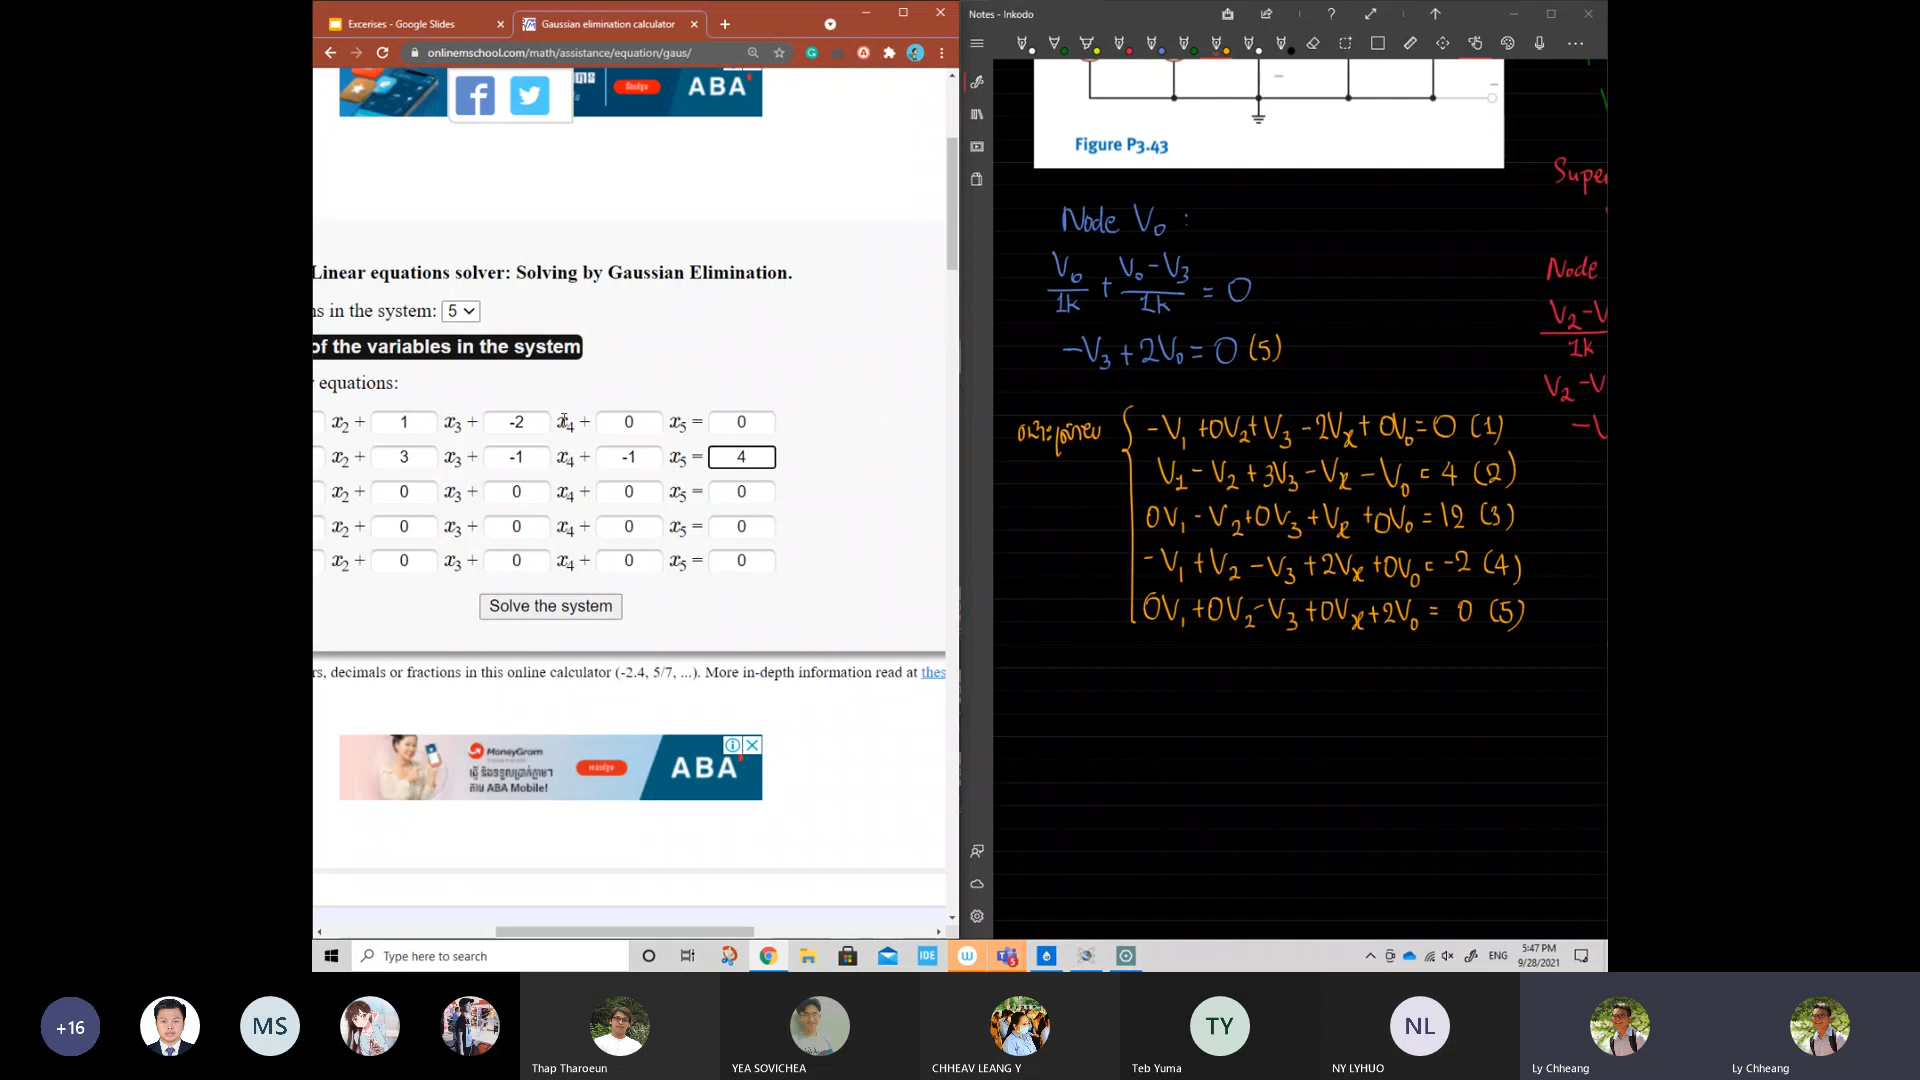 Excerises - Google Slides
Gaussian elimination calculator
onlinemschool.com/math/assistance/equation/gaus/
ABA
Linear equations solver: Solving by Gaussian Elimination.
ns in the system: 5
of the variables in the system
equations:
x2 + 1 x3 + -2 x4 + 0 x5 = 0
x2 + 3 x3 + -1 x4 + -1 x5 = 4
x2 + 0 x3 + 0 x4 + 0 x5 = 0
x2 + 0 x3 + 0 x4 + 0 x5 = 0
x2 + 0 x3 + 0 x4 + 0 x5 = 0
Solve the system
rs, decimals or fractions in this online calculator (-2.4, 5/7, ...). More in-depth information read at thes
MoneyGram
ABA Mobile!
ABA
Type here to search
IDE
ENG
5:47 PM
9/28/2021
Notes - Inkodo
Figure P3.43
Node V0 :
V0/1k + V0-V3/1k = 0
-V3 + 2V0 = 0 (5)
-V1 + 0V2 + V3 - 2Vx + 0V0 = 0 (1)
V1 - V2 + 3V3 - Vx - V0 = 4 (2)
0V1 - V2 + 0V3 + Vx + 0V0 = 12 (3)
-V1 + V2 - V3 + 2Vx + 0V0 = -2 (4)
0V1 + 0V2 - V3 + 0Vx + 2V0 = 0 (5)
Supe
Node
V2-V
1k
V2-V
-V
+16
MS
Thap Tharoeun
YEA SOVICHEA
CHHEAV LEANG Y
TY
Teb Yuma
NL
NY LYHUO
Ly Chheang
Ly Chheang